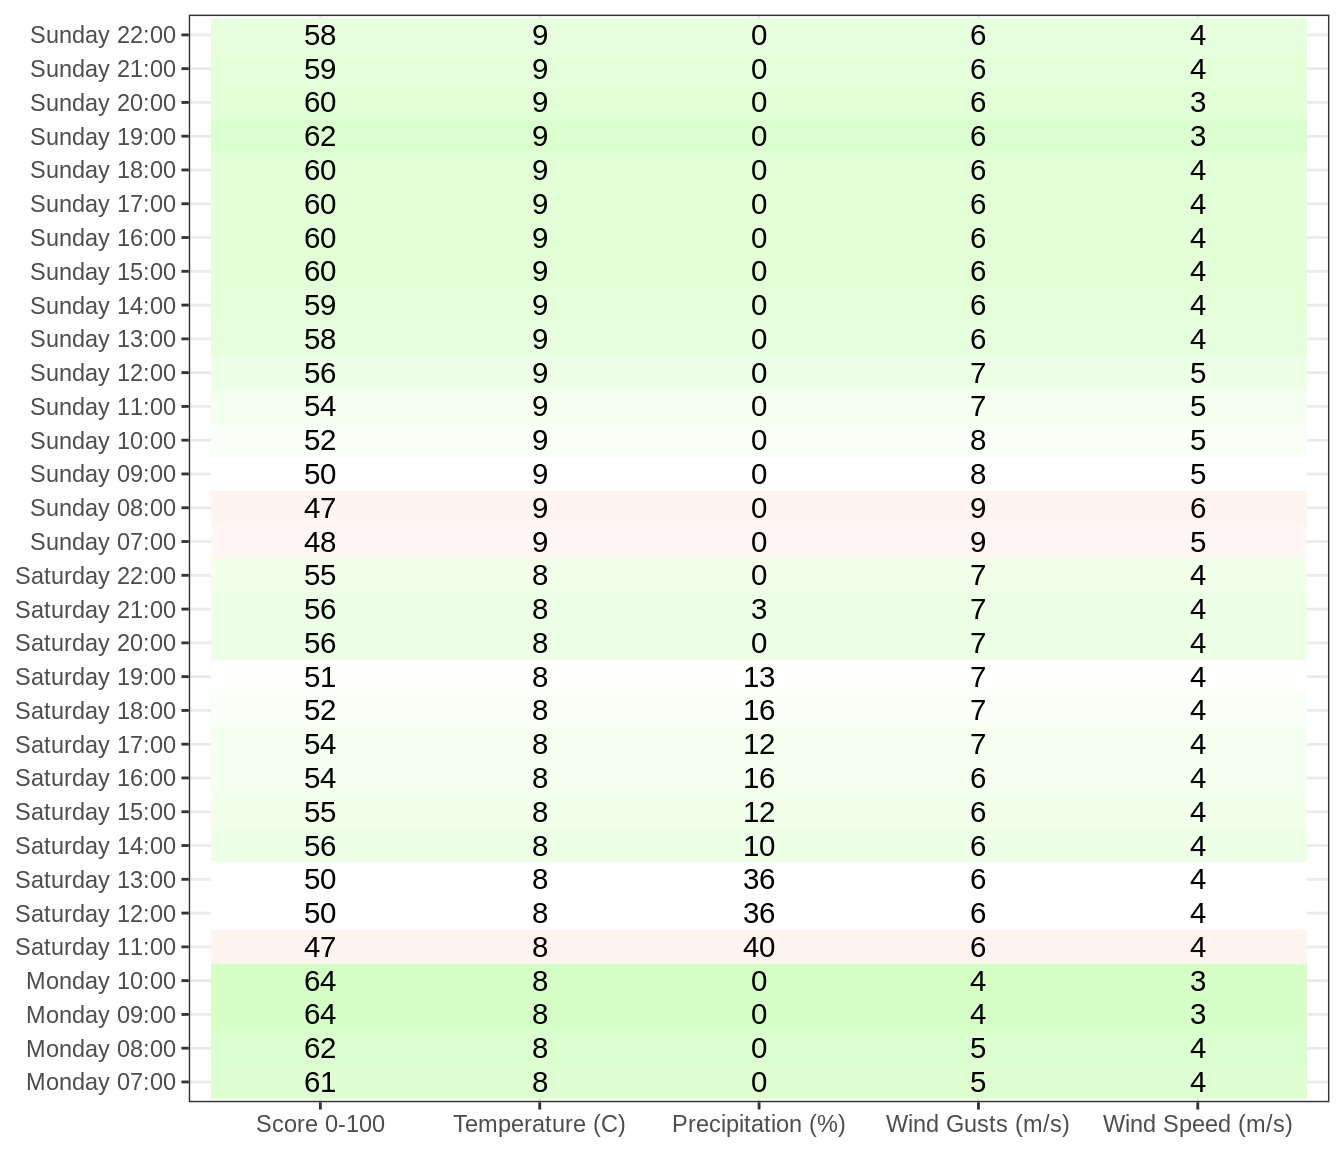 Sunday 22:00 58 9 0 6 4
Sunday 21:00 59 9 0 6 4
Sunday 20:00 60 9 0 6 3
Sunday 19:00 62 9 0 6 3
Sunday 18:00 60 9 0 6 4
Sunday 17:00 60 9 0 6 4
Sunday 16:00 60 9 0 6 4
Sunday 15:00 60 9 0 6 4
Sunday 14:00 59 9 0 6 4
Sunday 13:00 58 9 0 6 4
Sunday 12:00 56 9 0 7 5
Sunday 11:00 54 9 0 7 5
Sunday 10:00 52 9 0 8 5
Sunday 09:00 50 9 0 8 5
Sunday 08:00 47 9 0 9 6
Sunday 07:00 48 9 0 9 5
Saturday 22:00 55 8 0 7 4
Saturday 21:00 56 8 3 7 4
Saturday 20:00 56 8 0 7 4
Saturday 19:00 51 8 13 7 4
Saturday 18:00 52 8 16 7 4
Saturday 17:00 54 8 12 7 4
Saturday 16:00 54 8 16 6 4
Saturday 15:00 55 8 12 6 4
Saturday 14:00 56 8 10 6 4
Saturday 13:00 50 8 36 6 4
Saturday 12:00 50 8 36 6 4
Saturday 11:00 47 8 40 6 4
Monday 10:00 64 8 0 4 3
Monday 09:00 64 8 0 4 3
Monday 08:00 62 8 0 5 4
Monday 07:00 61 8 0 5 4
Score 0-100 Temperature (C) Precipitation (%) Wind Gusts (m/s) Wind Speed (m/s)